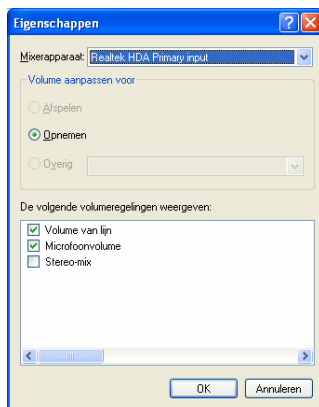 Eigenschappen
Mixerapparaat: Realtek HDA Primary input
Volume aanpassen voor
Afspelen
Opnemen
Overig
De volgende volumeregelingen weergeven:
Volume van lijn
Microfoonvolume
Stereo-mix
OK Annuleren